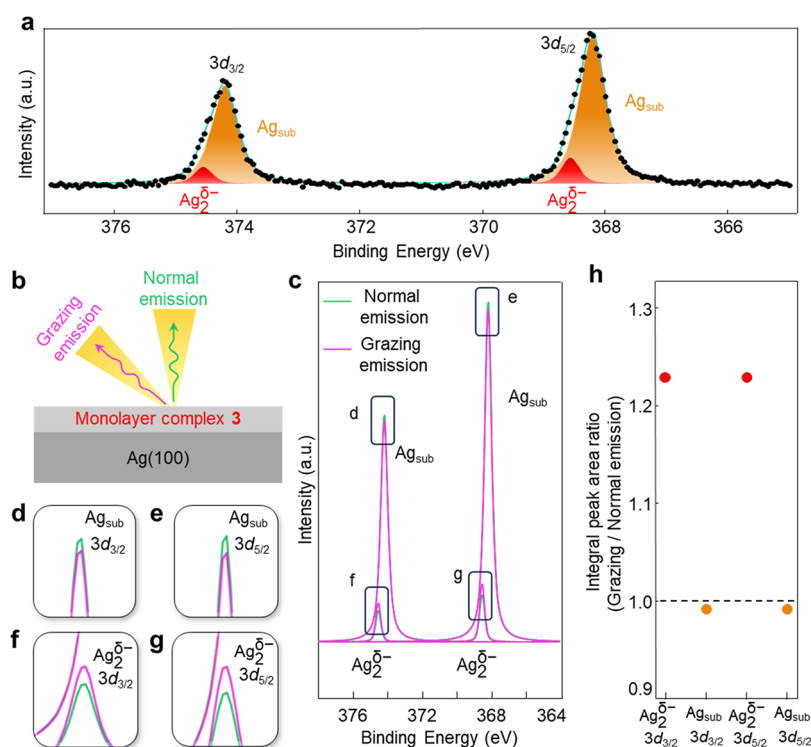 a
3d3/2
3d5/2
Agsub
Agsub
Ag2δ−
Ag2δ−
Intensity (a.u.)
376 374 372 370 368 366
Binding Energy (eV)
b
Normal
emission
Grazing
emission
Monolayer complex 3
Ag(100)
c
Normal
emission
Grazing
emission
d
e
Agsub
Agsub
f
g
Ag2δ−
Ag2δ−
Intensity (a.u.)
376 372 368 364
Binding Energy (eV)
d
Agsub
3d3/2
e
Agsub
3d5/2
f
Ag2δ−
3d3/2
g
Ag2δ−
3d5/2
h
Integral peak area ratio
(Grazing / Normal emission)
1.3
1.2
1.1
1.0
0.9
Ag2δ− Agsub Ag2δ− Agsub
3d3/2 3d3/2 3d5/2 3d5/2